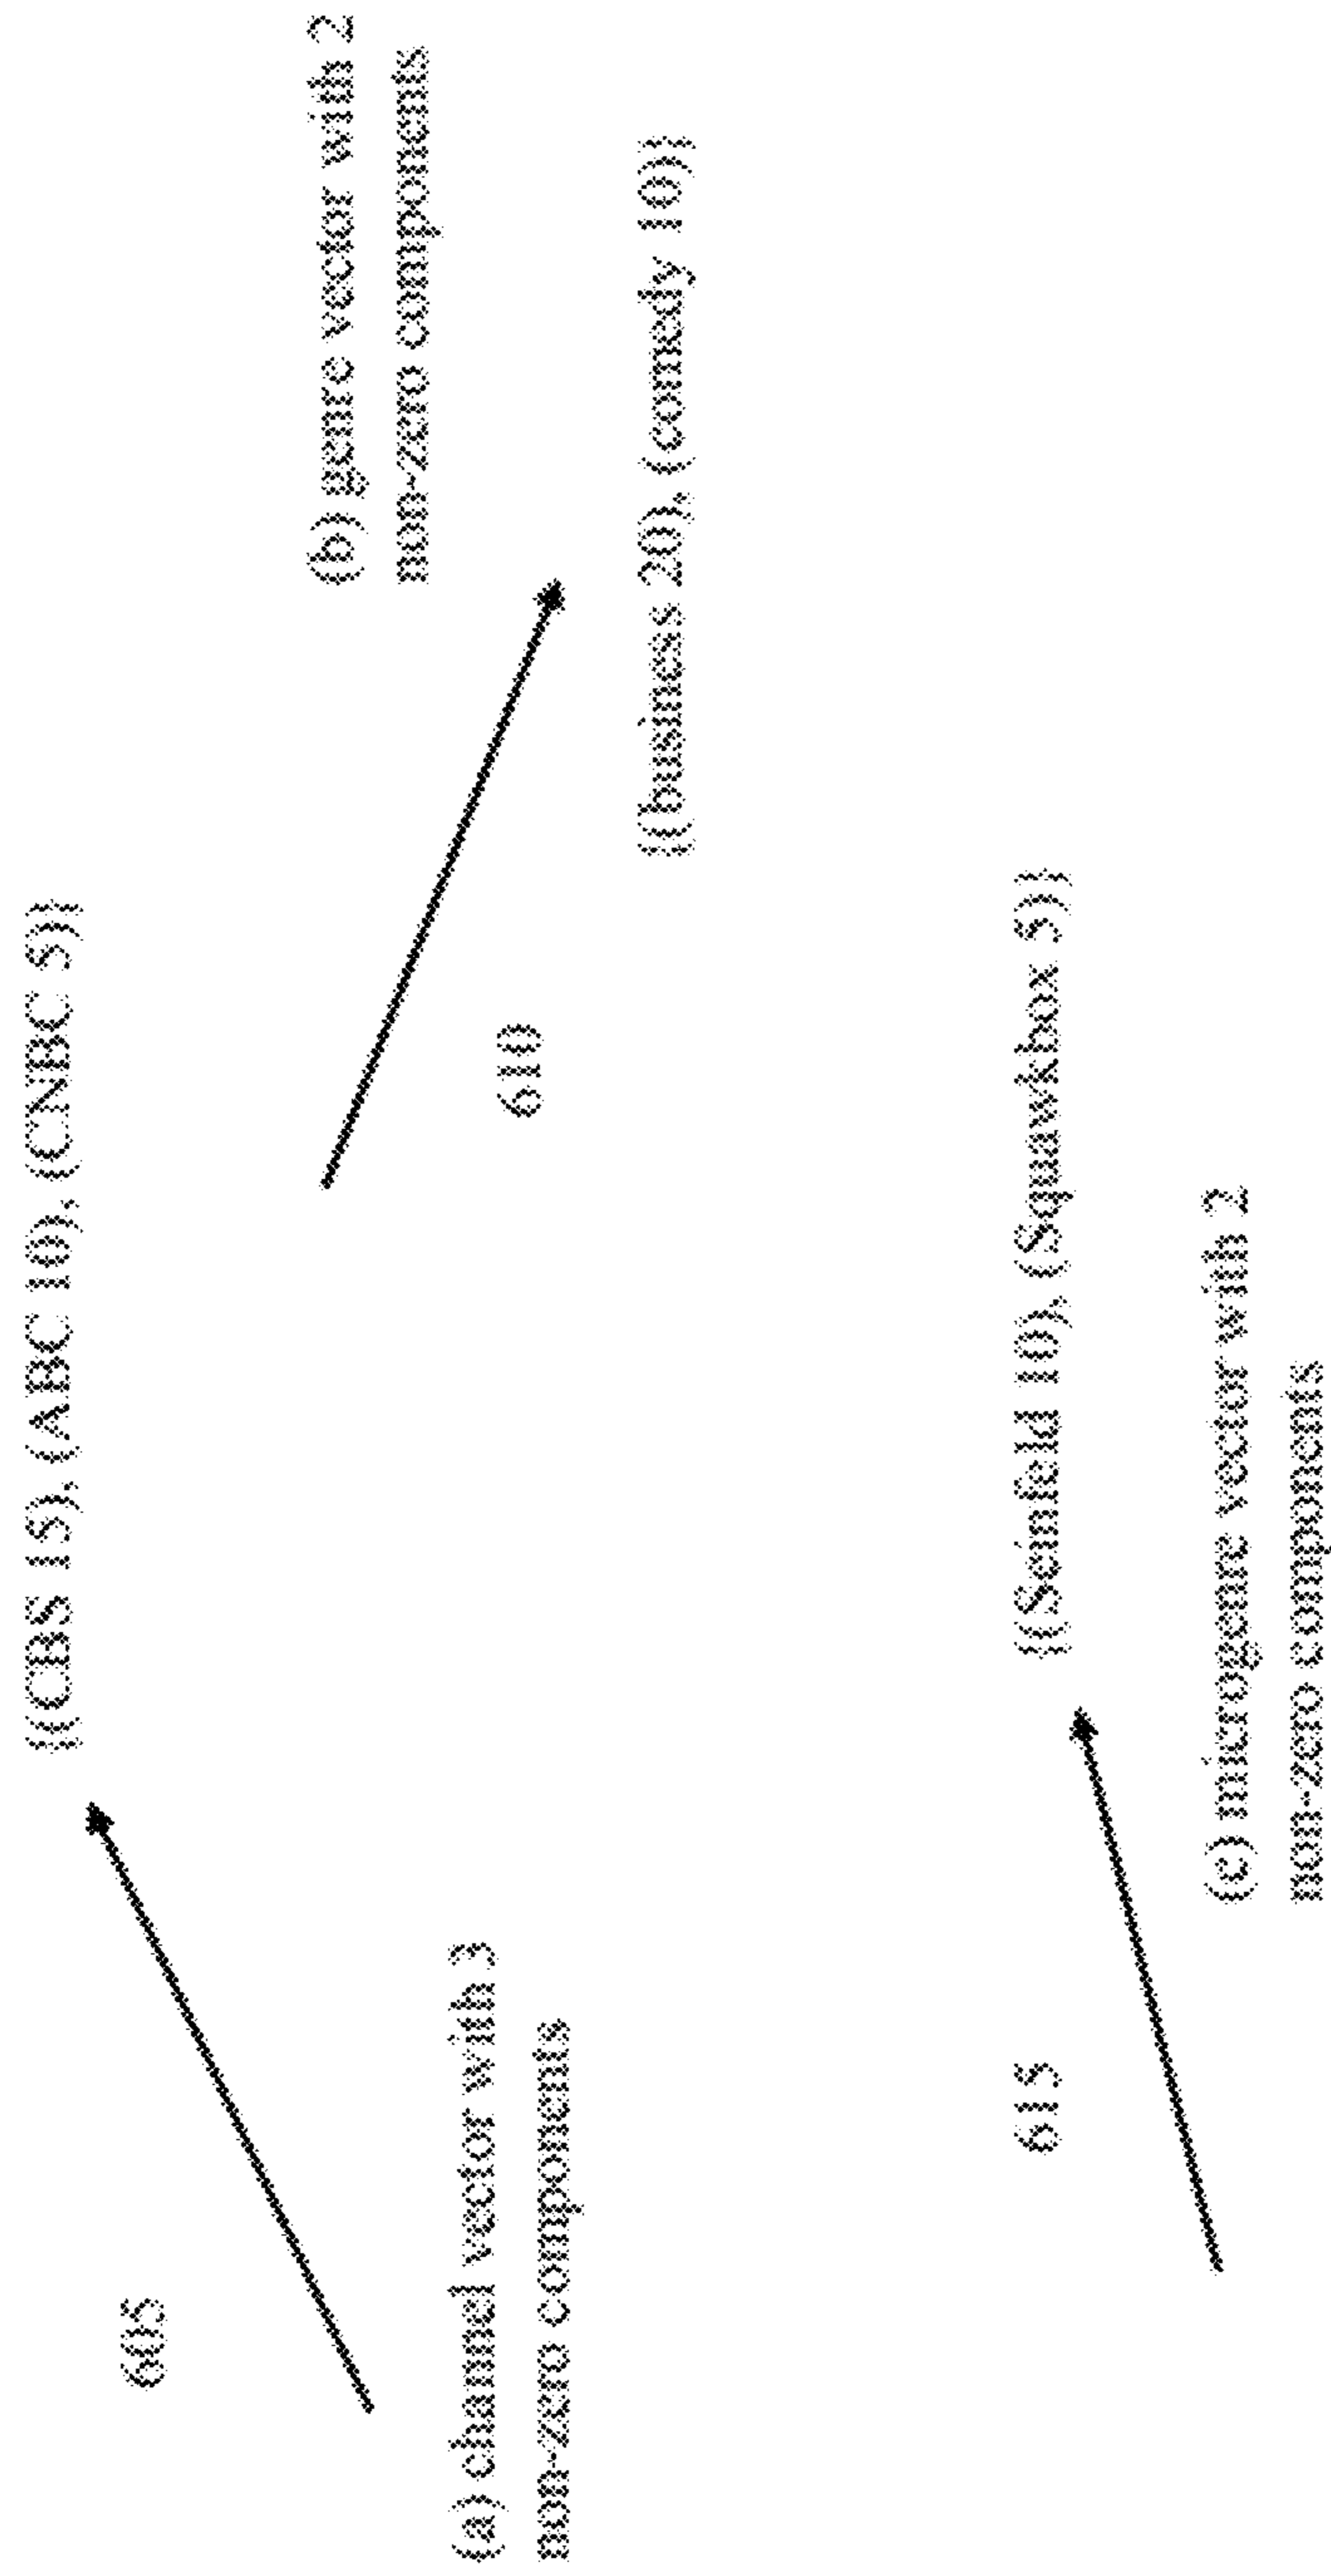 {(CBS 15), (ABC 10), (CNBC 5)}
605
(b) genre vector with 2
non-zero components
(a) channel vector with 3
non-zero components
610
{(business 20), (comedy 10)}
615
{(Seinfeld 10), (Squawkbox 5)}
(c) microgenre vector with 2
non-zero components